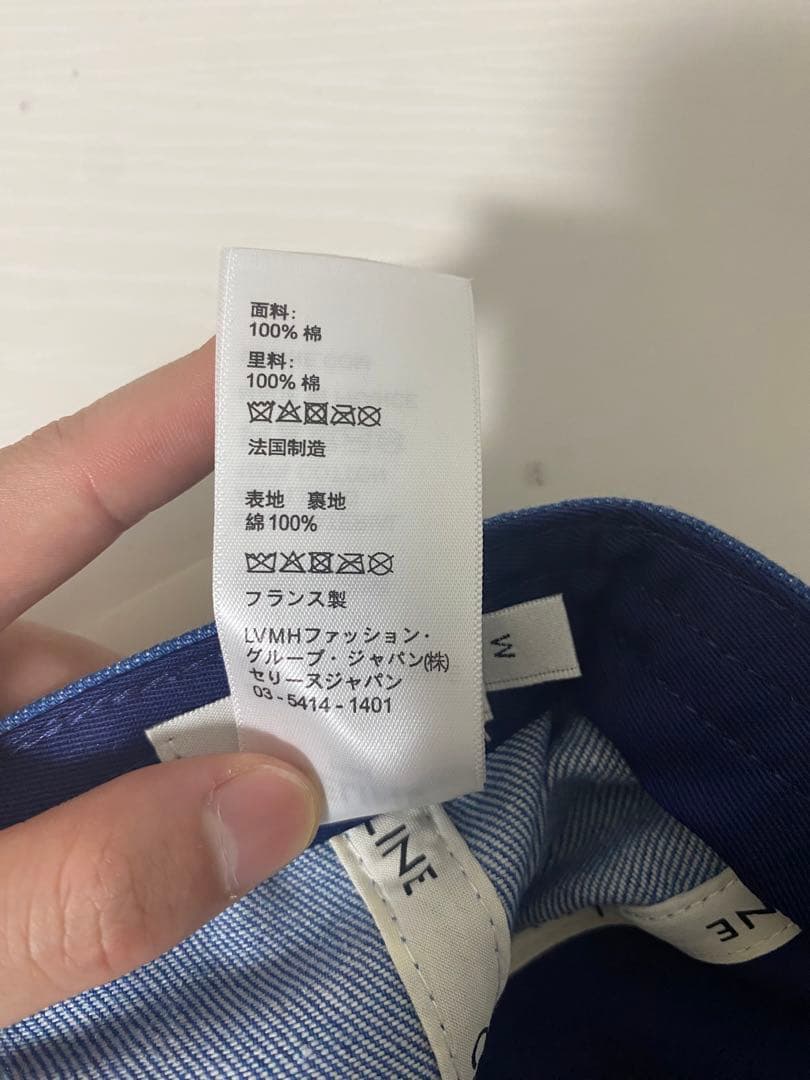 面料:
100% 棉
里料:
100% 棉
法国制造
表地　裏地
綿100%
フランス製
LVMHファッション・
グループ・ジャパン(株)
セリーヌジャパン
03-5414-1401
M
LINE
NE